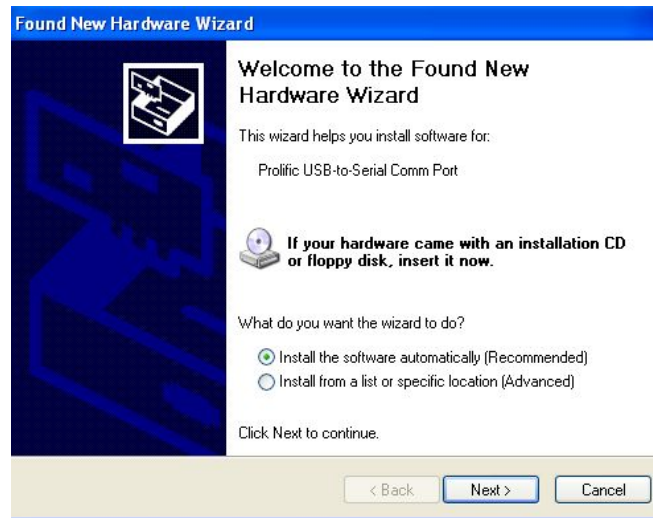 Found New Hardware Wizard
Welcome to the Found New
Hardware Wizard
This wizard helps you install software for:
Prolific USB-to-Serial Comm Port
If your hardware came with an installation CD
or floppy disk, insert it now.
What do you want the wizard to do?
Install the software automatically (Recommended)
Install from a list or specific location (Advanced)
Click Next to continue.
< Back Next > Cancel